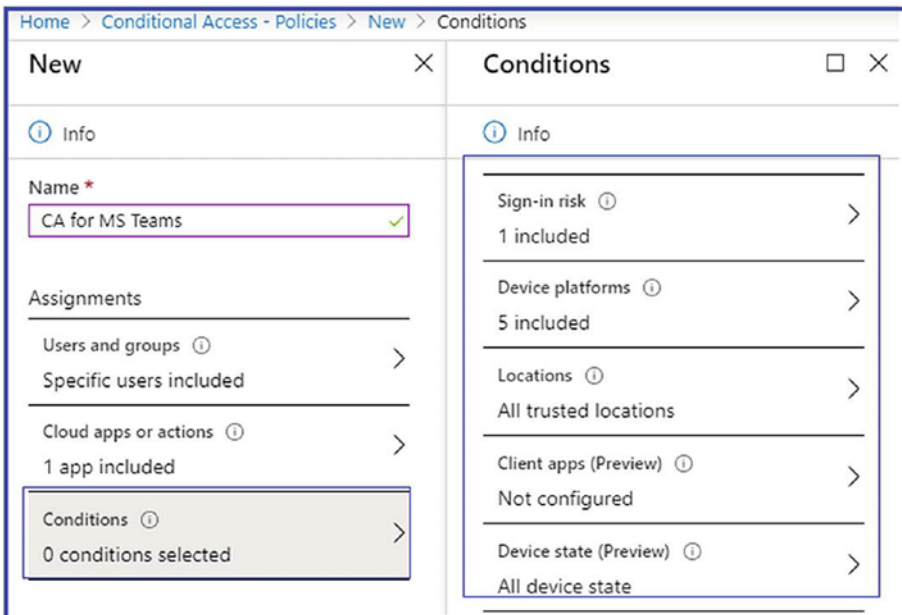 Home > Conditional Access - Policies > New > Conditions
New
Info
Name *
CA for MS Teams
Assignments
Users and groups
Specific users included
Cloud apps or actions
1 app included
Conditions
0 conditions selected
Conditions
Info
Sign-in risk
1 included
Device platforms
5 included
Locations
All trusted locations
Client apps (Preview)
Not configured
Device state (Preview)
All device state